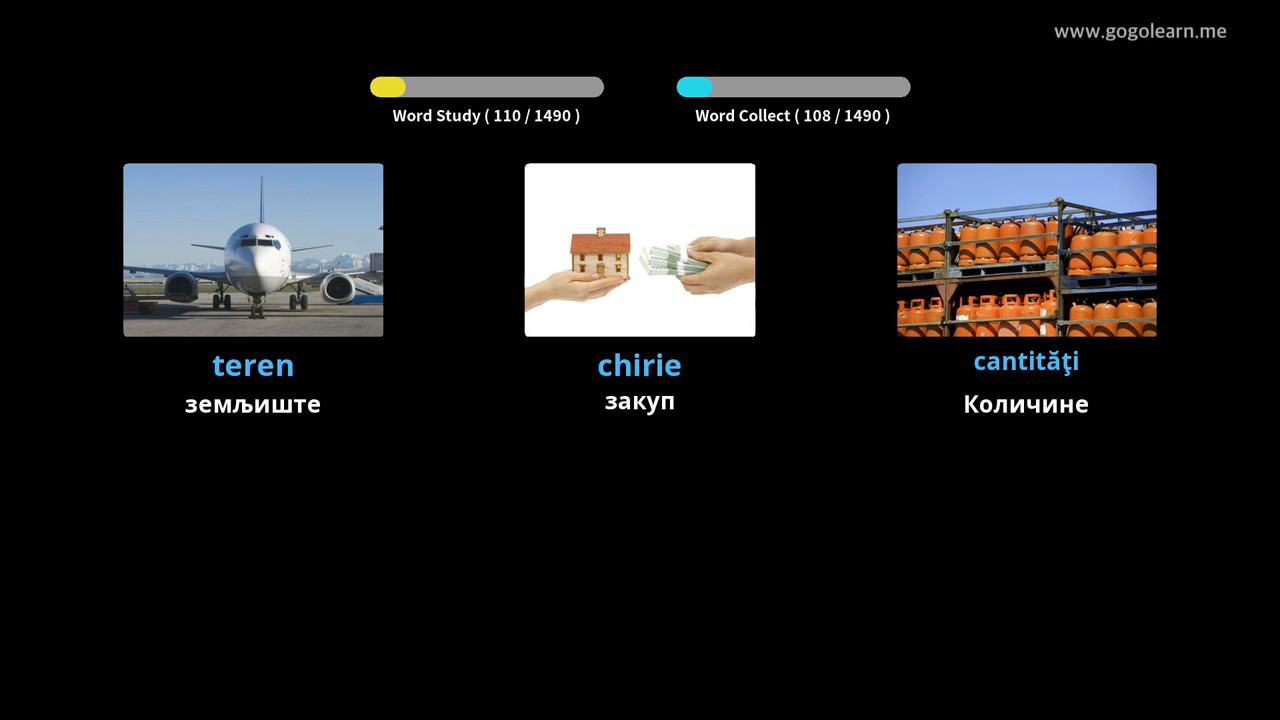 www.gogolearn.me
Word Study ( 110 / 1490 )
Word Collect ( 108 / 1490 )
teren
chirie
cantităţi
земљиште
закуп
Количине